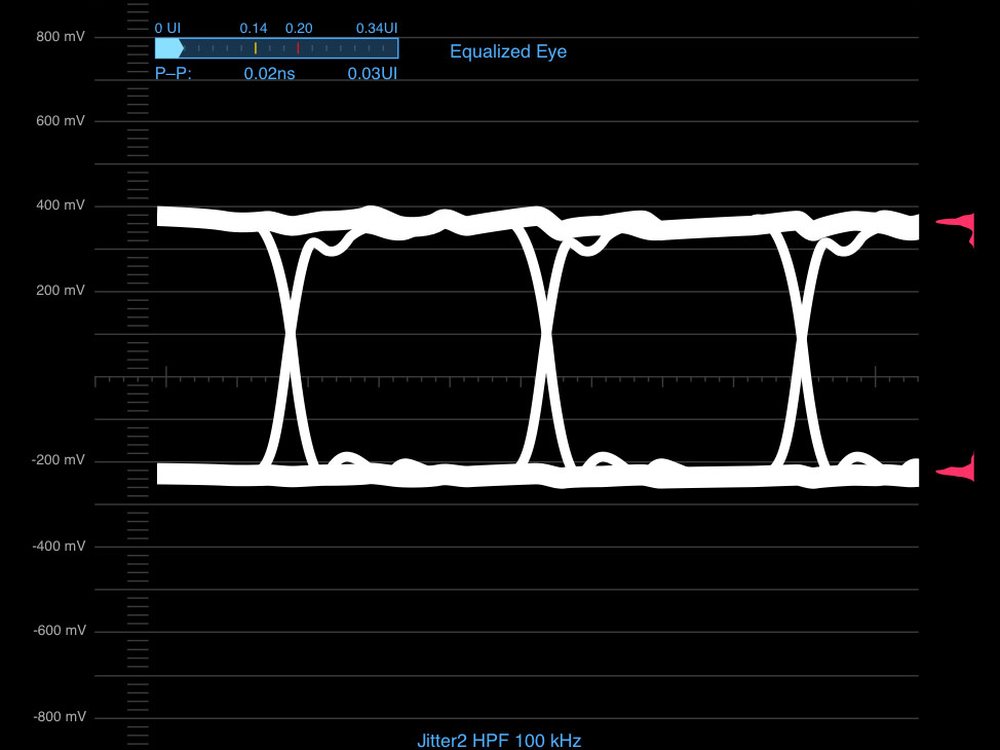 0 UI 0.14 0.20 0.34UI
P–P: 0.02ns 0.03UI
Equalized Eye
800 mV
600 mV
400 mV
200 mV
-200 mV
-400 mV
-600 mV
-800 mV
Jitter2 HPF 100 kHz